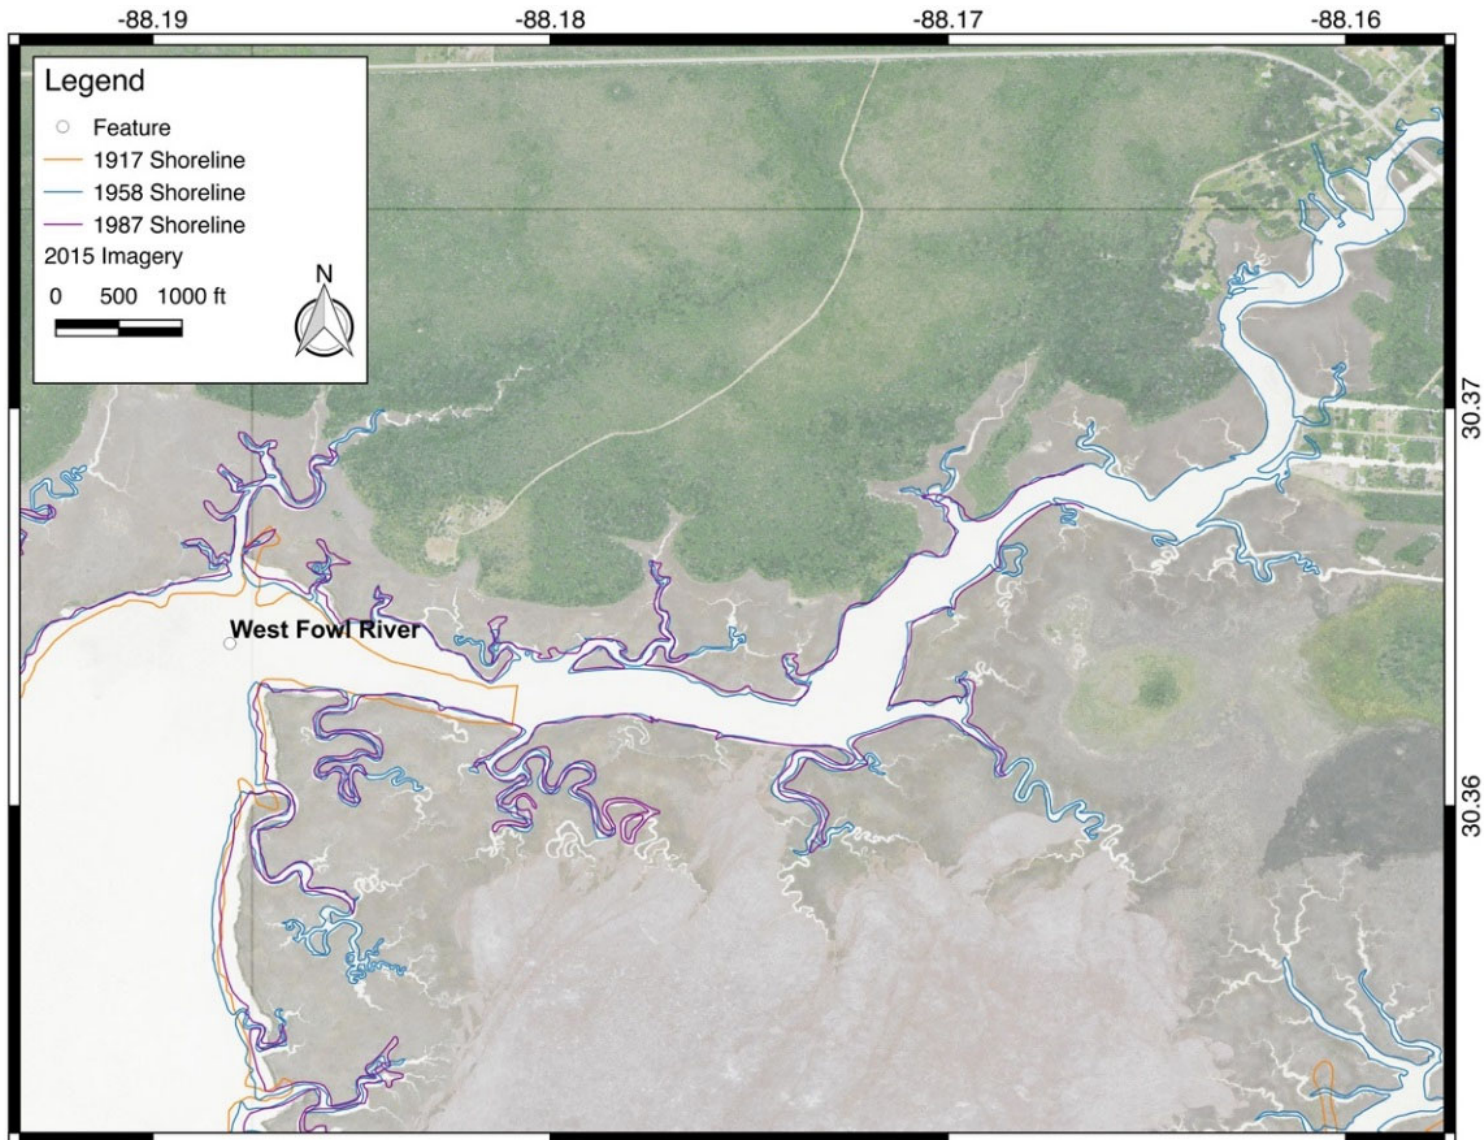 -88.19 -88.18 -88.17 -88.16
Legend
Feature
1917 Shoreline
1958 Shoreline
1987 Shoreline
2015 Imagery
N
0 500 1000 ft
30.37
West Fowl River
30.36